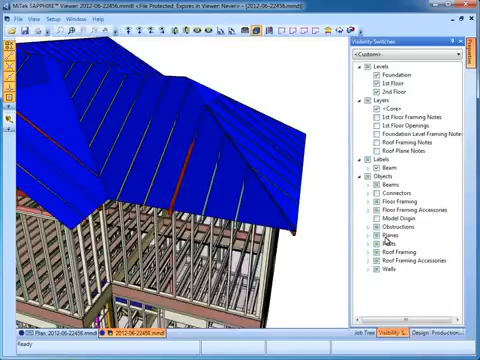 MiTek SAPPHIRE™ Viewer: 2012-06-22456.mmdl <File Protected, Expires in Viewer: Never> - [2012-06-22456.mmdl]
File Setup Window Help
Visibility Switches
<Custom>
Properties
Levels
Foundation
1st Floor
2nd Floor
Layers
<Core>
1st Floor Framing Notes
1st Floor Openings
Foundation Level Framing Notes
Roof Framing Notes
Roof Plane Notes
Labels
Beam
Objects
Beams
Connectors
Floor Framing
Floor Framing Accessories
Model Origin
Obstructions
Planes
Roof Framing
Roof Framing Accessories
Walls
Plan: 2012-06-22456.mmdl 2012-06-22456.mmdl
Job Tree Visibility S... Design Production...
Ready